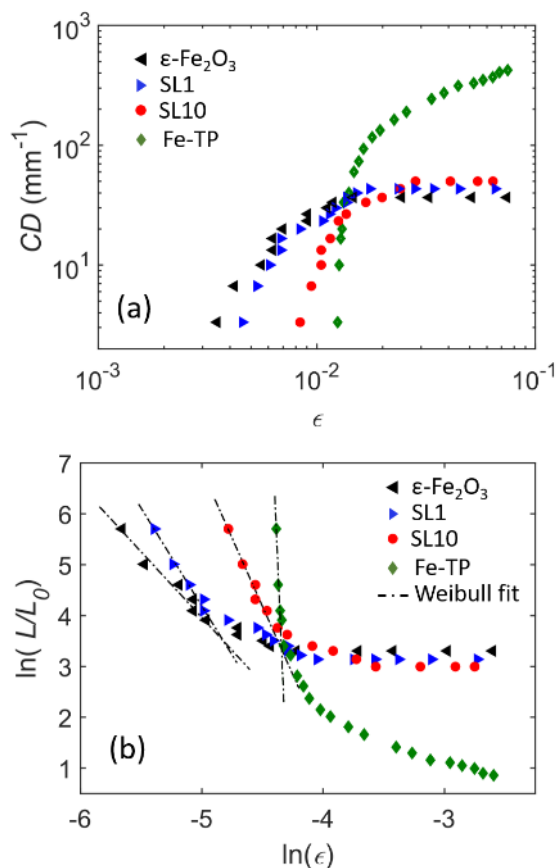 10³
10²
10¹
CD (mm⁻¹)
ε-Fe₂O₃
SL1
SL10
Fe-TP
(a)
10⁻³
10⁻²
10⁻¹
ϵ
7
6
5
4
3
2
1
ln( L/L₀)
ε-Fe₂O₃
SL1
SL10
Fe-TP
Weibull fit
(b)
-6
-5
-4
-3
ln(ϵ)